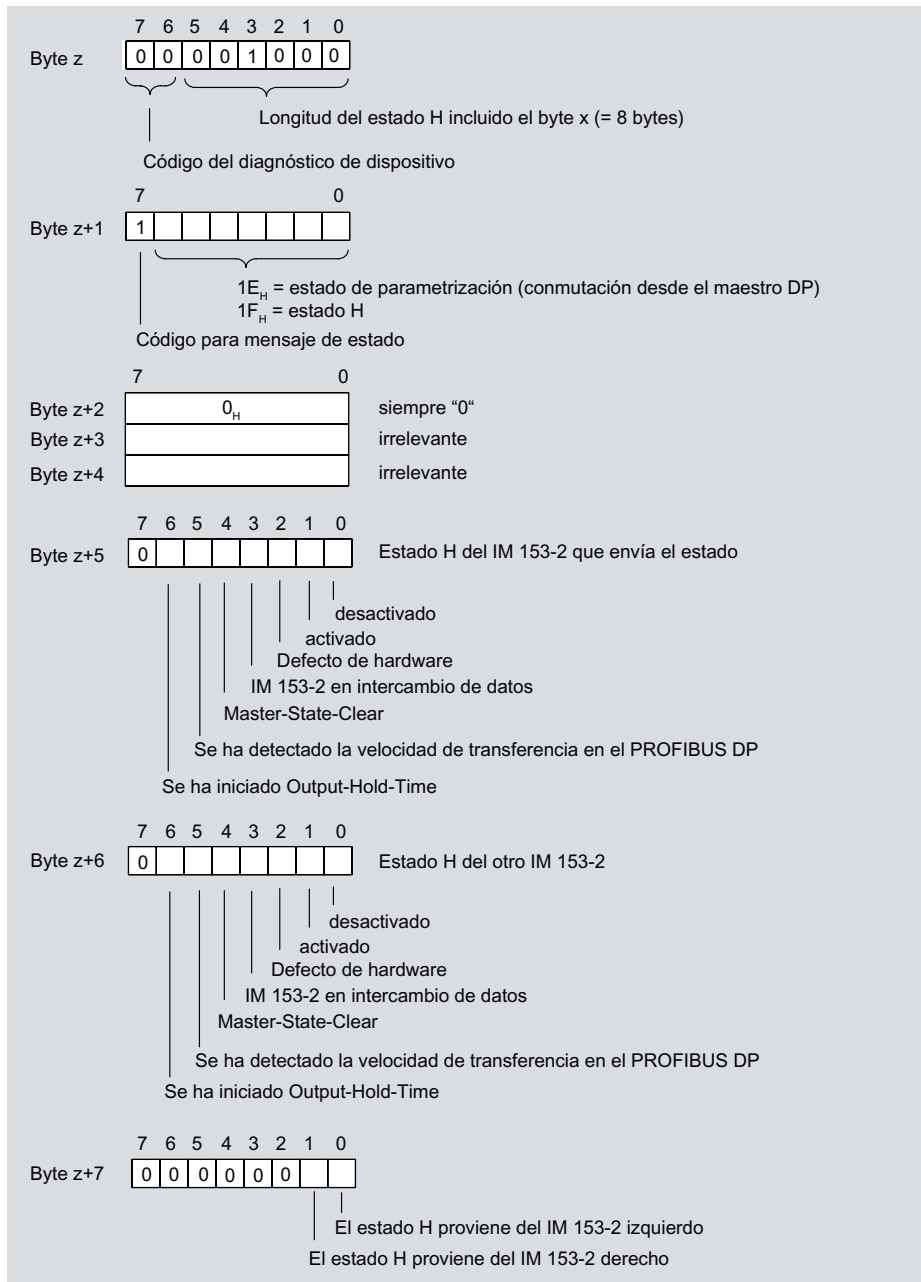 7 6 5 4 3 2 1 0
Byte z 0 0 0 0 1 0 0 0
Longitud del estado H incluido el byte x (= 8 bytes)
Código del diagnóstico de dispositivo
7 0
Byte z+1 1
1E_H = estado de parametrización (conmutación desde el maestro DP)
1F_H = estado H
Código para mensaje de estado
7 0
Byte z+2 0_H siempre “0“
Byte z+3 irrelevante
Byte z+4 irrelevante
7 6 5 4 3 2 1 0
Byte z+5 0 Estado H del IM 153-2 que envía el estado
desactivado
activado
Defecto de hardware
IM 153-2 en intercambio de datos
Master-State-Clear
Se ha detectado la velocidad de transferencia en el PROFIBUS DP
Se ha iniciado Output-Hold-Time
7 6 5 4 3 2 1 0
Byte z+6 0 Estado H del otro IM 153-2
desactivado
activado
Defecto de hardware
IM 153-2 en intercambio de datos
Master-State-Clear
Se ha detectado la velocidad de transferencia en el PROFIBUS DP
Se ha iniciado Output-Hold-Time
7 6 5 4 3 2 1 0
Byte z+7 0 0 0 0 0 0
El estado H proviene del IM 153-2 izquierdo
El estado H proviene del IM 153-2 derecho